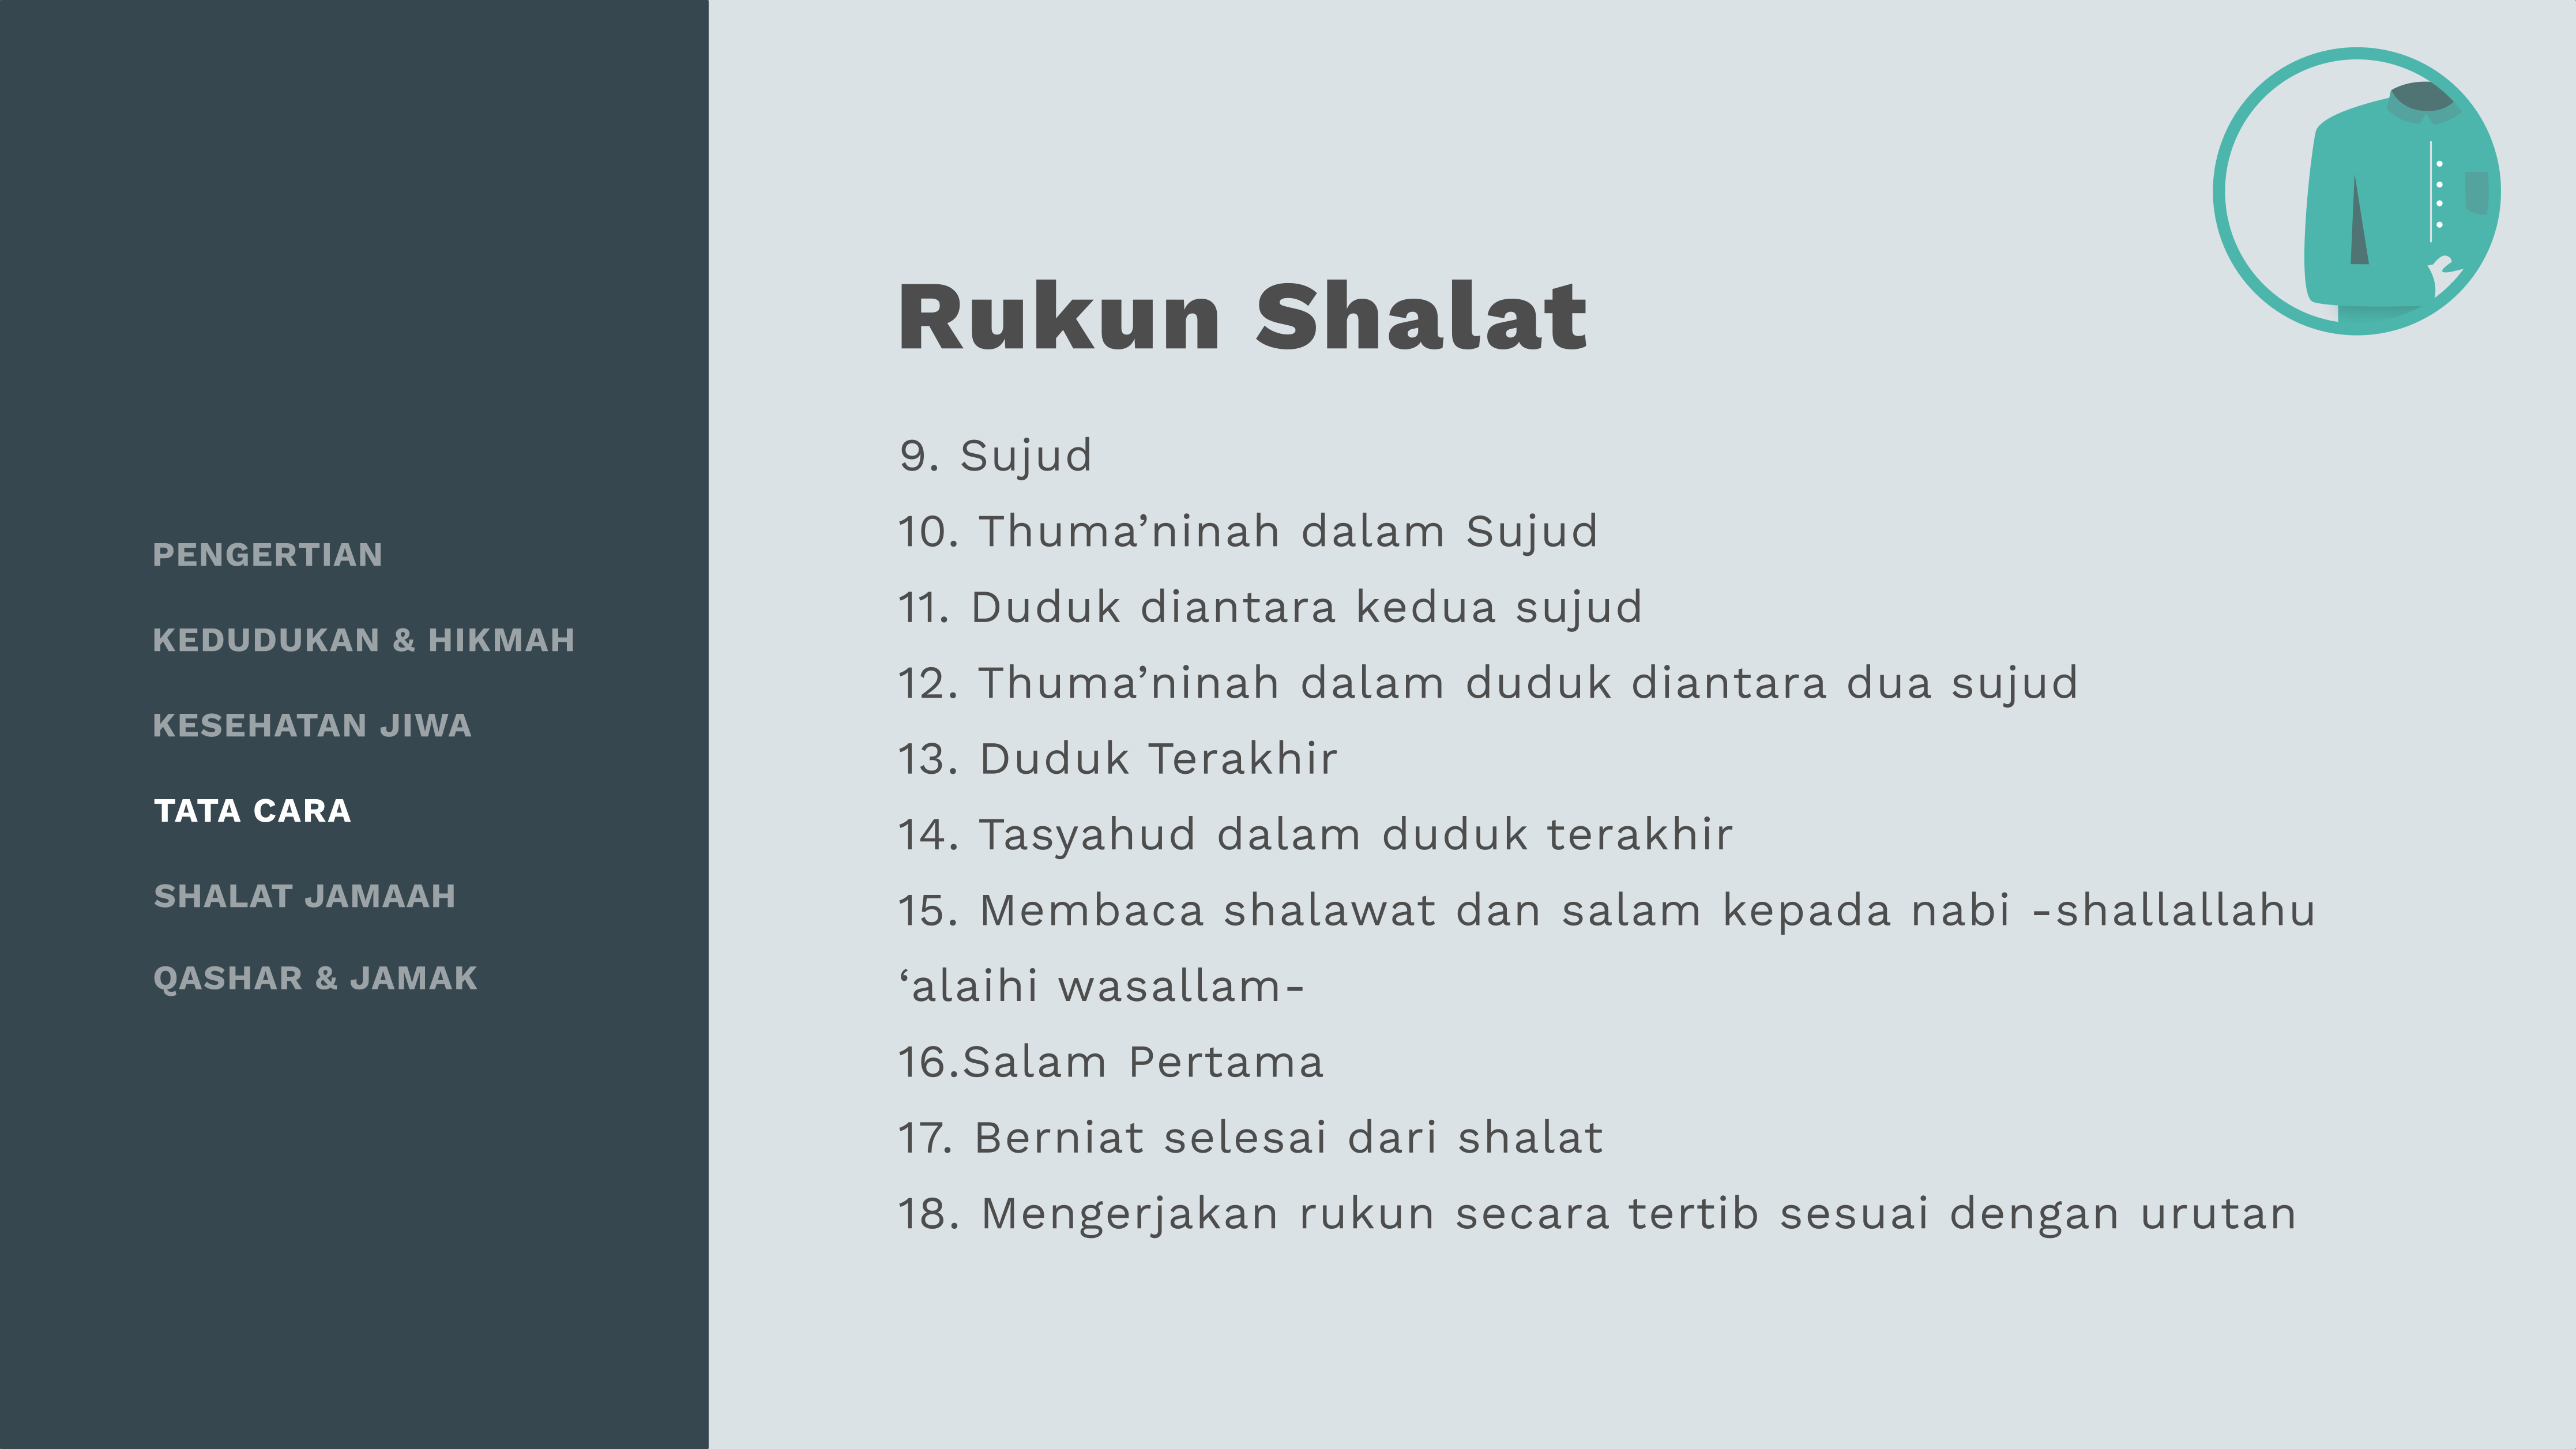 PENGERTIAN
KEDUDUKAN & HIKMAH
KESEHATAN JIWA
TATA CARA
SHALAT JAMAAH
QASHAR & JAMAK
Rukun Shalat
9. Sujud
10. Thuma’ninah dalam Sujud
11. Duduk diantara kedua sujud
12. Thuma’ninah dalam duduk diantara dua sujud
13. Duduk Terakhir
14. Tasyahud dalam duduk terakhir
15. Membaca shalawat dan salam kepada nabi -shallallahu
‘alaihi wasallam-
16.Salam Pertama
17. Berniat selesai dari shalat
18. Mengerjakan rukun secara tertib sesuai dengan urutan